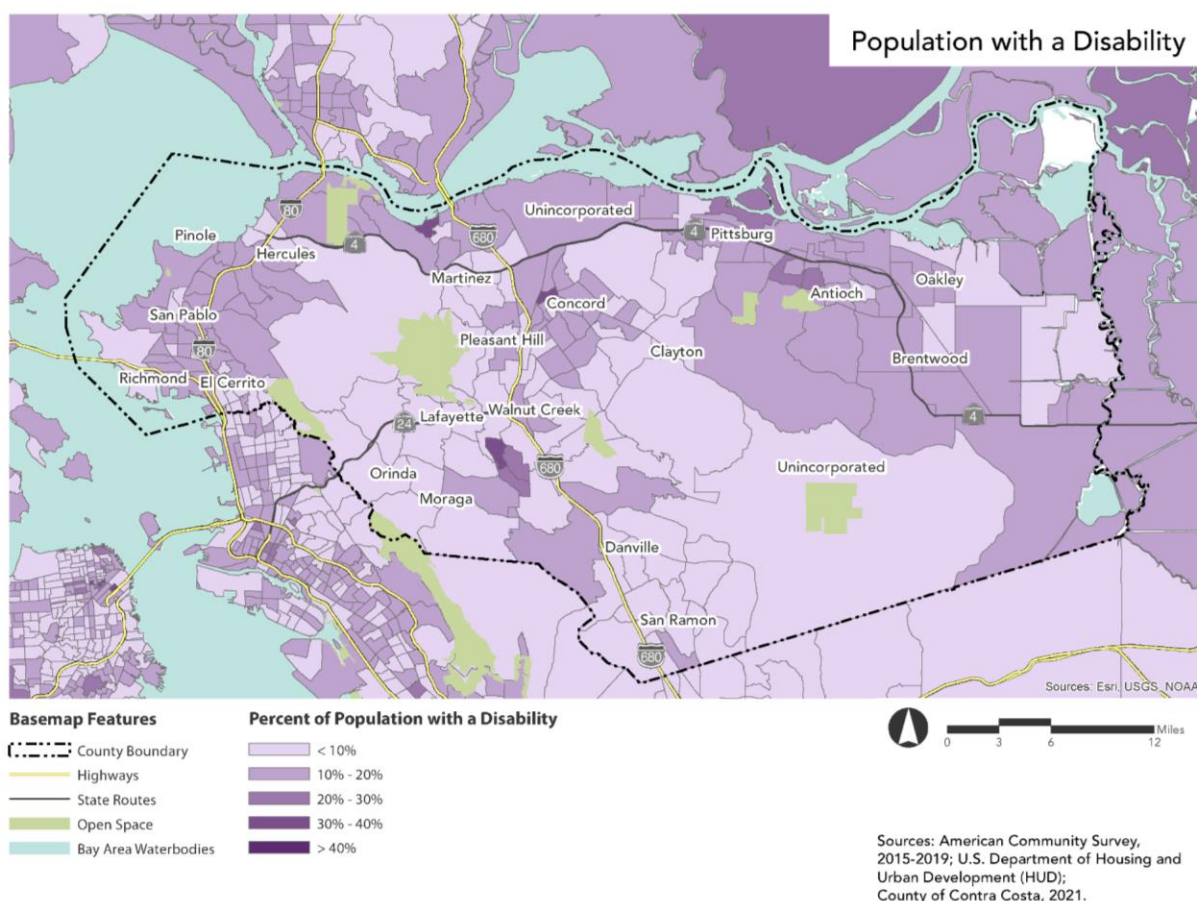 Population with a Disability
80
Unincorporated
Pinole
680
4
4
Pittsburg
Hercules
Martinez
Oakley
Antioch
Concord
San Pablo
Pleasant Hill
80
Clayton
Brentwood
Richmond
El Cerrito
Lafayette
Walnut Creek
4
24
Orinda
680
Unincorporated
Moraga
Danville
San Ramon
680
Sources: Esri, USGS, NOAA
Basemap Features
County Boundary
Highways
State Routes
Open Space
Bay Area Waterbodies
Percent of Population with a Disability
< 10%
10% - 20%
20% - 30%
30% - 40%
> 40%
Miles
0 3 6 12
Sources: American Community Survey,
2015-2019; U.S. Department of Housing and
Urban Development (HUD);
County of Contra Costa, 2021.